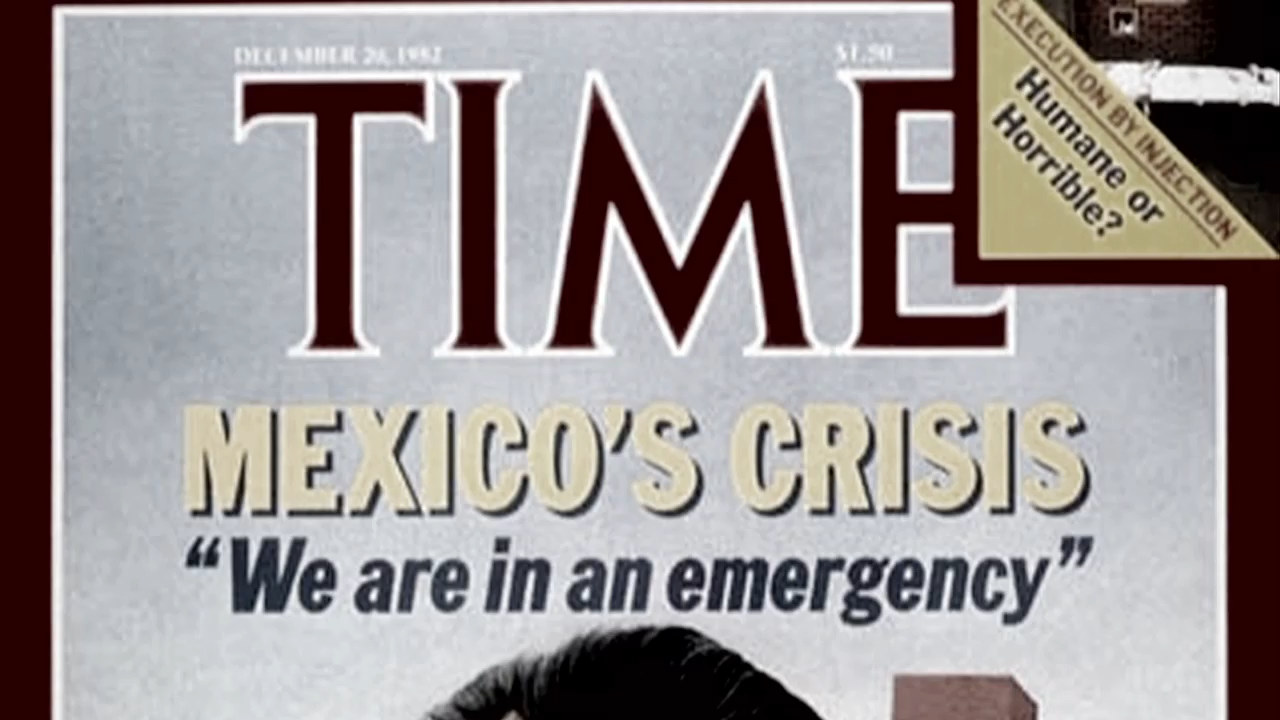 DECEMBER 20, 1982
$1.50
TIME
EXECUTION BY INJECTION
Humane or
Horrible?
MEXICO'S CRISIS
“We are in an emergency”